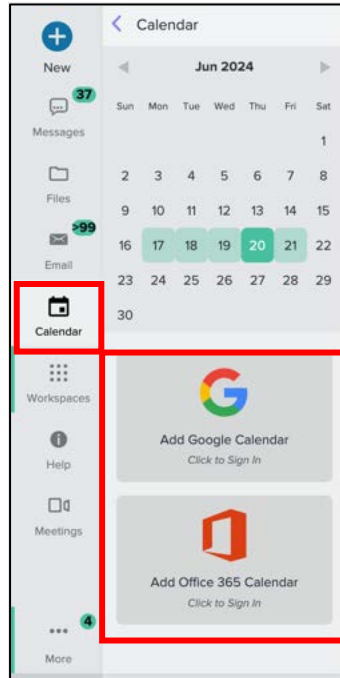 New
37
Messages
Files
>99
Email
Calendar
Workspaces
Help
Meetings
4
More
Calendar
Jun 2024
Sun Mon Tue Wed Thu Fri Sat
1
2 3 4 5 6 7 8
9 10 11 12 13 14 15
16 17 18 19 20 21 22
23 24 25 26 27 28 29
30
Add Google Calendar
Click to Sign In
Add Office 365 Calendar
Click to Sign In